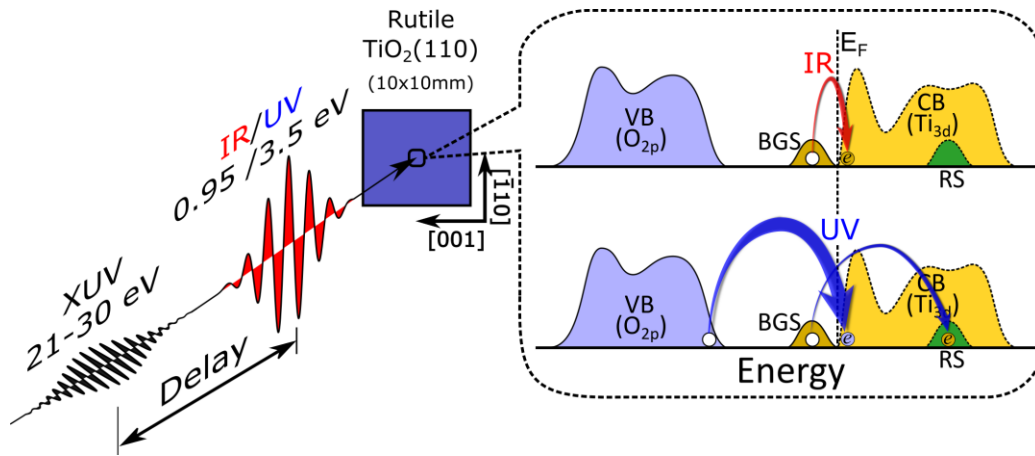 Rutile
TiO2(110)
(10x10mm)
IR/UV
0.95 /3.5 eV
XUV
21-30 eV
Delay
[001]
[1̄10]
EF
IR
VB
(O2p)
BGS
CB
(Ti3d)
e
RS
UV
VB
(O2p)
BGS
CB
(Ti3d)
e
e
RS
Energy